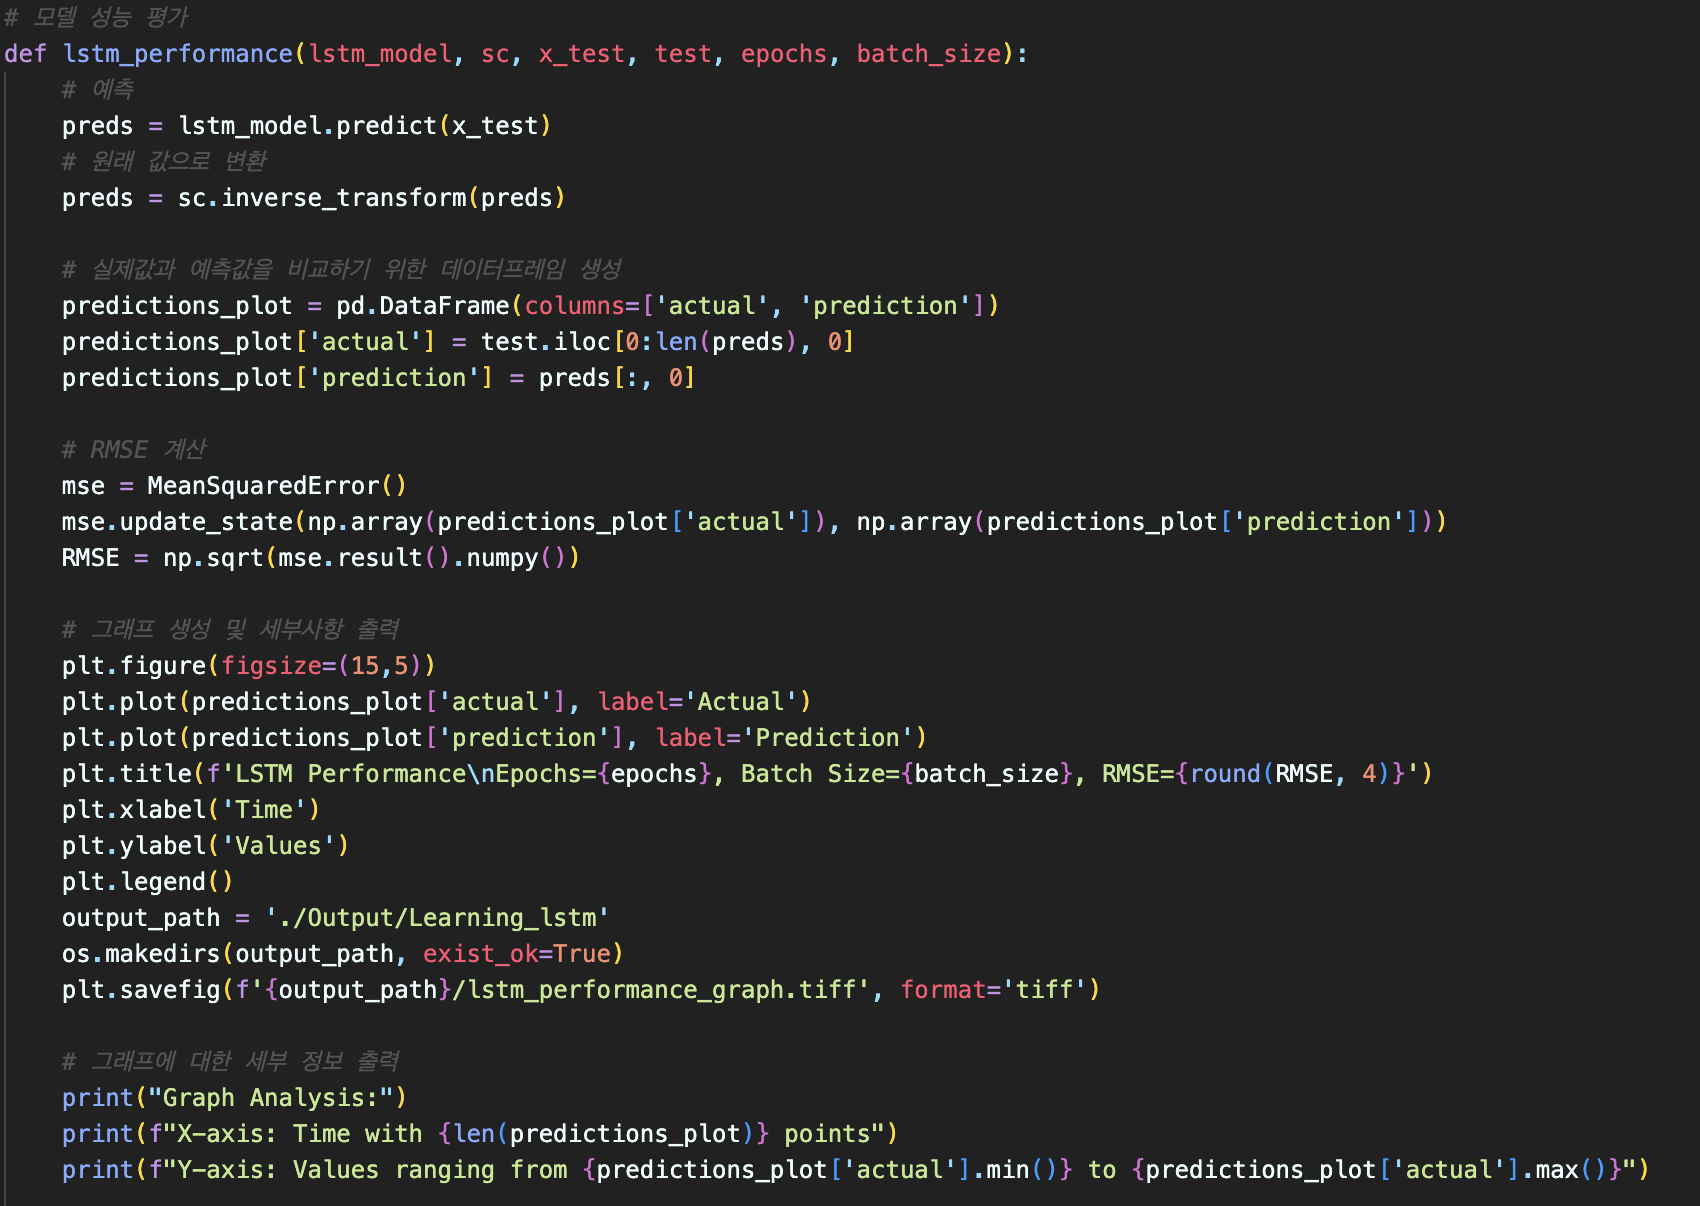 # 모델 성능 평가
def lstm_performance(lstm_model, sc, x_test, test, epochs, batch_size):
    # 예측
    preds = lstm_model.predict(x_test)
    # 원래 값으로 변환
    preds = sc.inverse_transform(preds)

    # 실제값과 예측값을 비교하기 위한 데이터프레임 생성
    predictions_plot = pd.DataFrame(columns=['actual', 'prediction'])
    predictions_plot['actual'] = test.iloc[0:len(preds), 0]
    predictions_plot['prediction'] = preds[:, 0]

    # RMSE 계산
    mse = MeanSquaredError()
    mse.update_state(np.array(predictions_plot['actual']), np.array(predictions_plot['prediction']))
    RMSE = np.sqrt(mse.result().numpy())

    # 그래프 생성 및 세부사항 출력
    plt.figure(figsize=(15,5))
    plt.plot(predictions_plot['actual'], label='Actual')
    plt.plot(predictions_plot['prediction'], label='Prediction')
    plt.title(f'LSTM Performance\nEpochs={epochs}, Batch Size={batch_size}, RMSE={round(RMSE, 4)}')
    plt.xlabel('Time')
    plt.ylabel('Values')
    plt.legend()
    output_path = './Output/Learning_lstm'
    os.makedirs(output_path, exist_ok=True)
    plt.savefig(f'{output_path}/lstm_performance_graph.tiff', format='tiff')

    # 그래프에 대한 세부 정보 출력
    print("Graph Analysis:")
    print(f"X-axis: Time with {len(predictions_plot)} points")
    print(f"Y-axis: Values ranging from {predictions_plot['actual'].min()} to {predictions_plot['actual'].max()}")